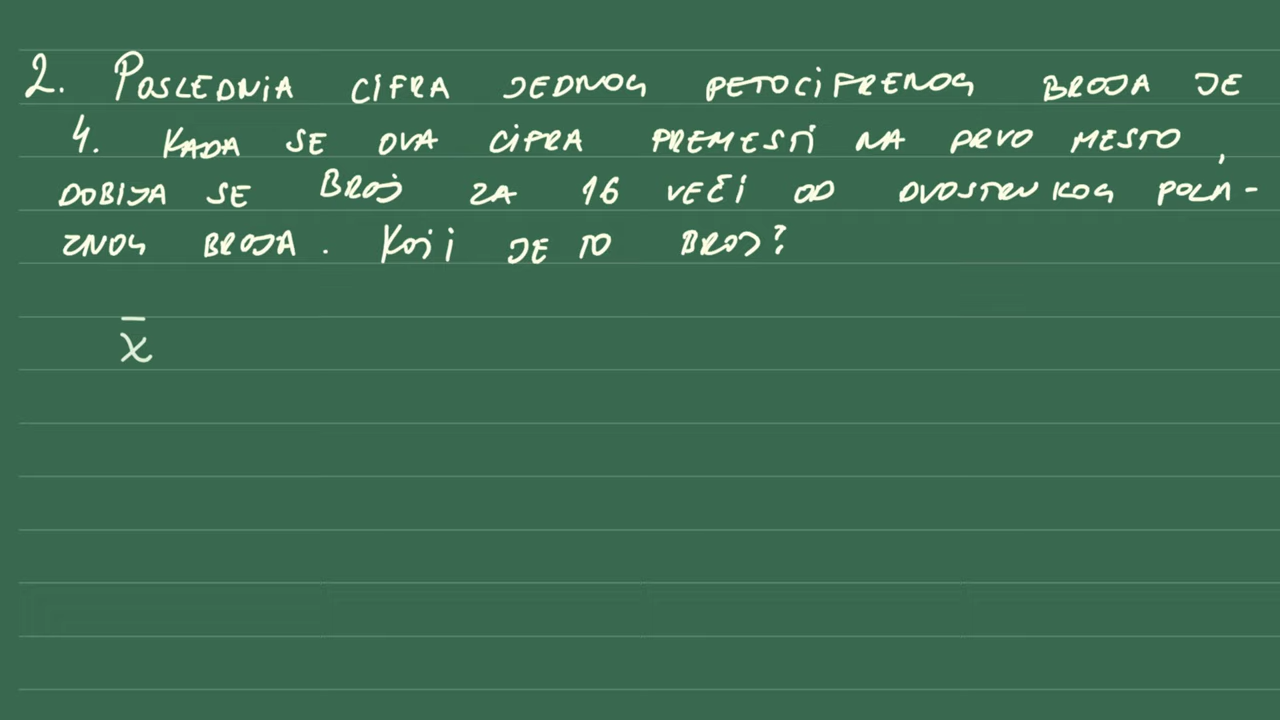 2. POSLEDNJA CIFRA JEDNOG PETOCIFRENOG BROJA JE
4. KADA SE OVA CIFRA PREMESTI NA PRVO MESTO,
DOBIJA SE BROJ ZA 16 VEĆI OD DVOSTRUKOG POLA-
ZNOG BROJA. KOJI JE TO BROJ?
x̄